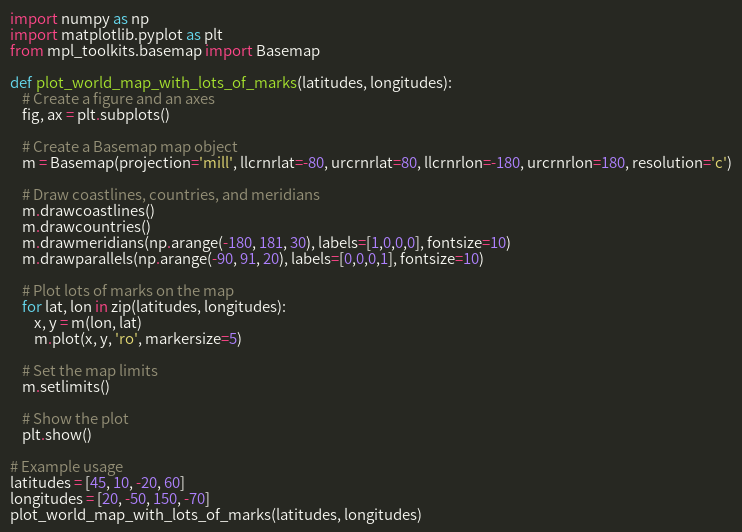 import numpy as np
import matplotlib.pyplot as plt
from mpl_toolkits.basemap import Basemap

def plot_world_map_with_lots_of_marks(latitudes, longitudes):
    # Create a figure and an axes
    fig, ax = plt.subplots()

    # Create a Basemap map object
    m = Basemap(projection='mill', llcrnrlat=-80, urcrnrlat=80, llcrnrlon=-180, urcrnrlon=180, resolution='c')

    # Draw coastlines, countries, and meridians
    m.drawcoastlines()
    m.drawcountries()
    m.drawmeridians(np.arange(-180, 181, 30), labels=[1,0,0,0], fontsize=10)
    m.drawparallels(np.arange(-90, 91, 20), labels=[0,0,0,1], fontsize=10)

    # Plot lots of marks on the map
    for lat, lon in zip(latitudes, longitudes):
        x, y = m(lon, lat)
        m.plot(x, y, 'ro', markersize=5)

    # Set the map limits
    m.setlimits()

    # Show the plot
    plt.show()

# Example usage
latitudes = [45, 10, -20, 60]
longitudes = [20, -50, 150, -70]
plot_world_map_with_lots_of_marks(latitudes, longitudes)